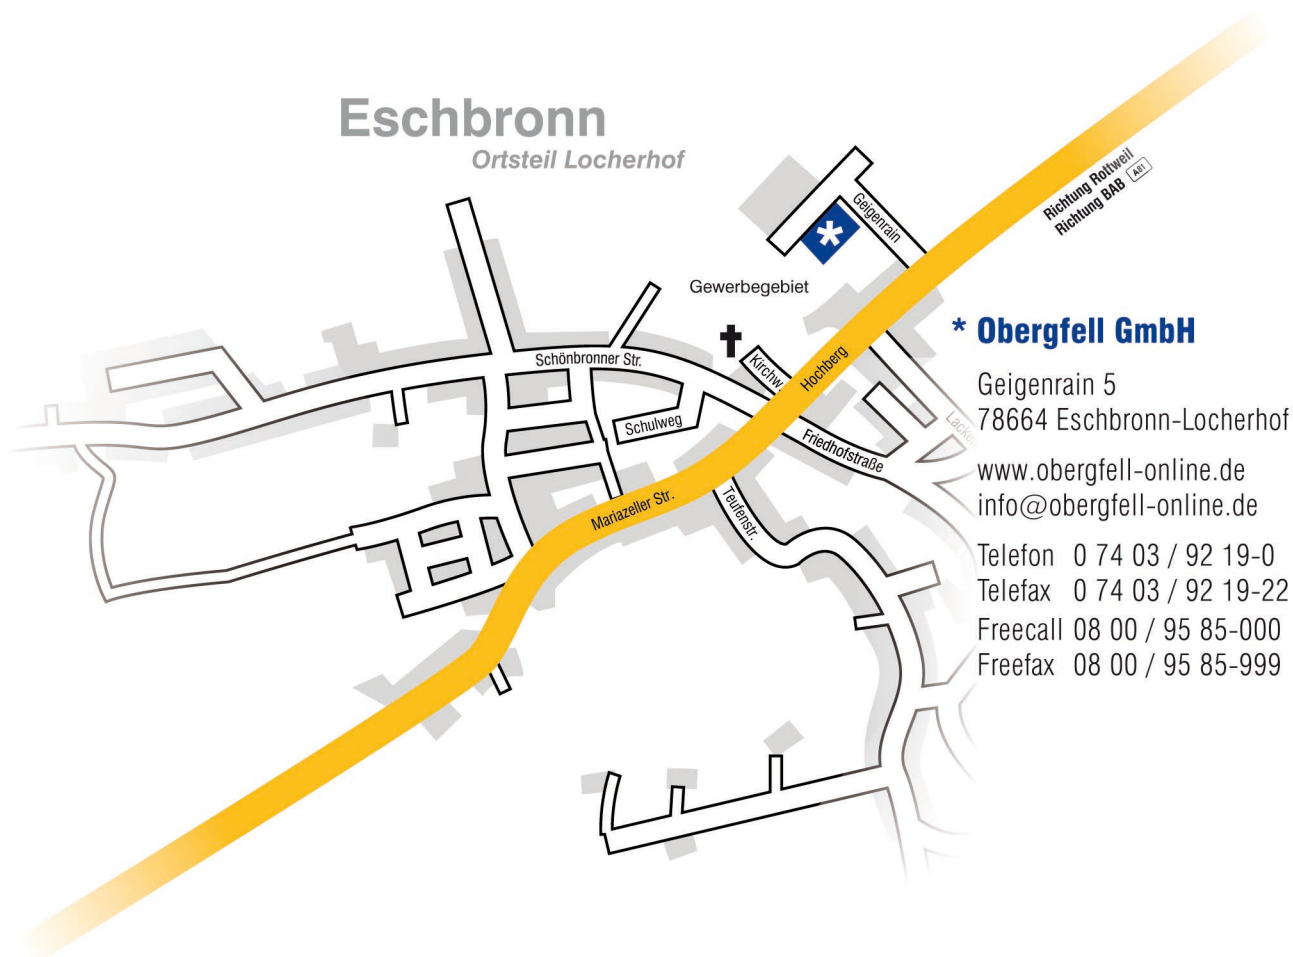 Eschbronn
Ortsteil Locherhof
Richtung Rottweil
Richtung BAB A81
Geigenrain
*
Gewerbegebiet
* Obergfell GmbH
Schönbronner Str.
Kirchw.
Hochberg
Geigenrain 5
78664 Eschbronn-Locherhof
Schulweg
Friedhofstraße
www.obergfell-online.de
info@obergfell-online.de
Mariazeller Str.
Teufenstr.
Telefon 0 74 03 / 92 19-0
Telefax 0 74 03 / 92 19-22
Freecall 08 00 / 95 85-000
Freefax 08 00 / 95 85-999